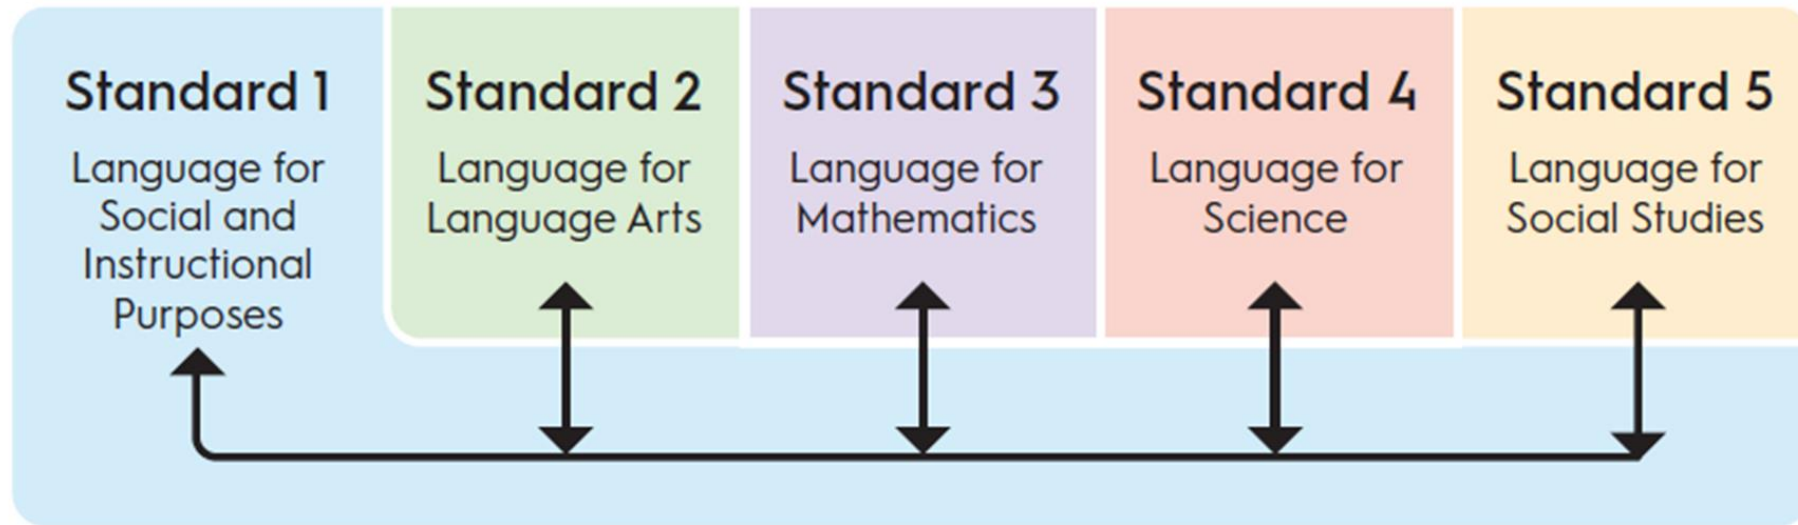 Standard 1
Language for
Social and
Instructional
Purposes
Standard 2
Language for
Language Arts
Standard 3
Language for
Mathematics
Standard 4
Language for
Science
Standard 5
Language for
Social Studies